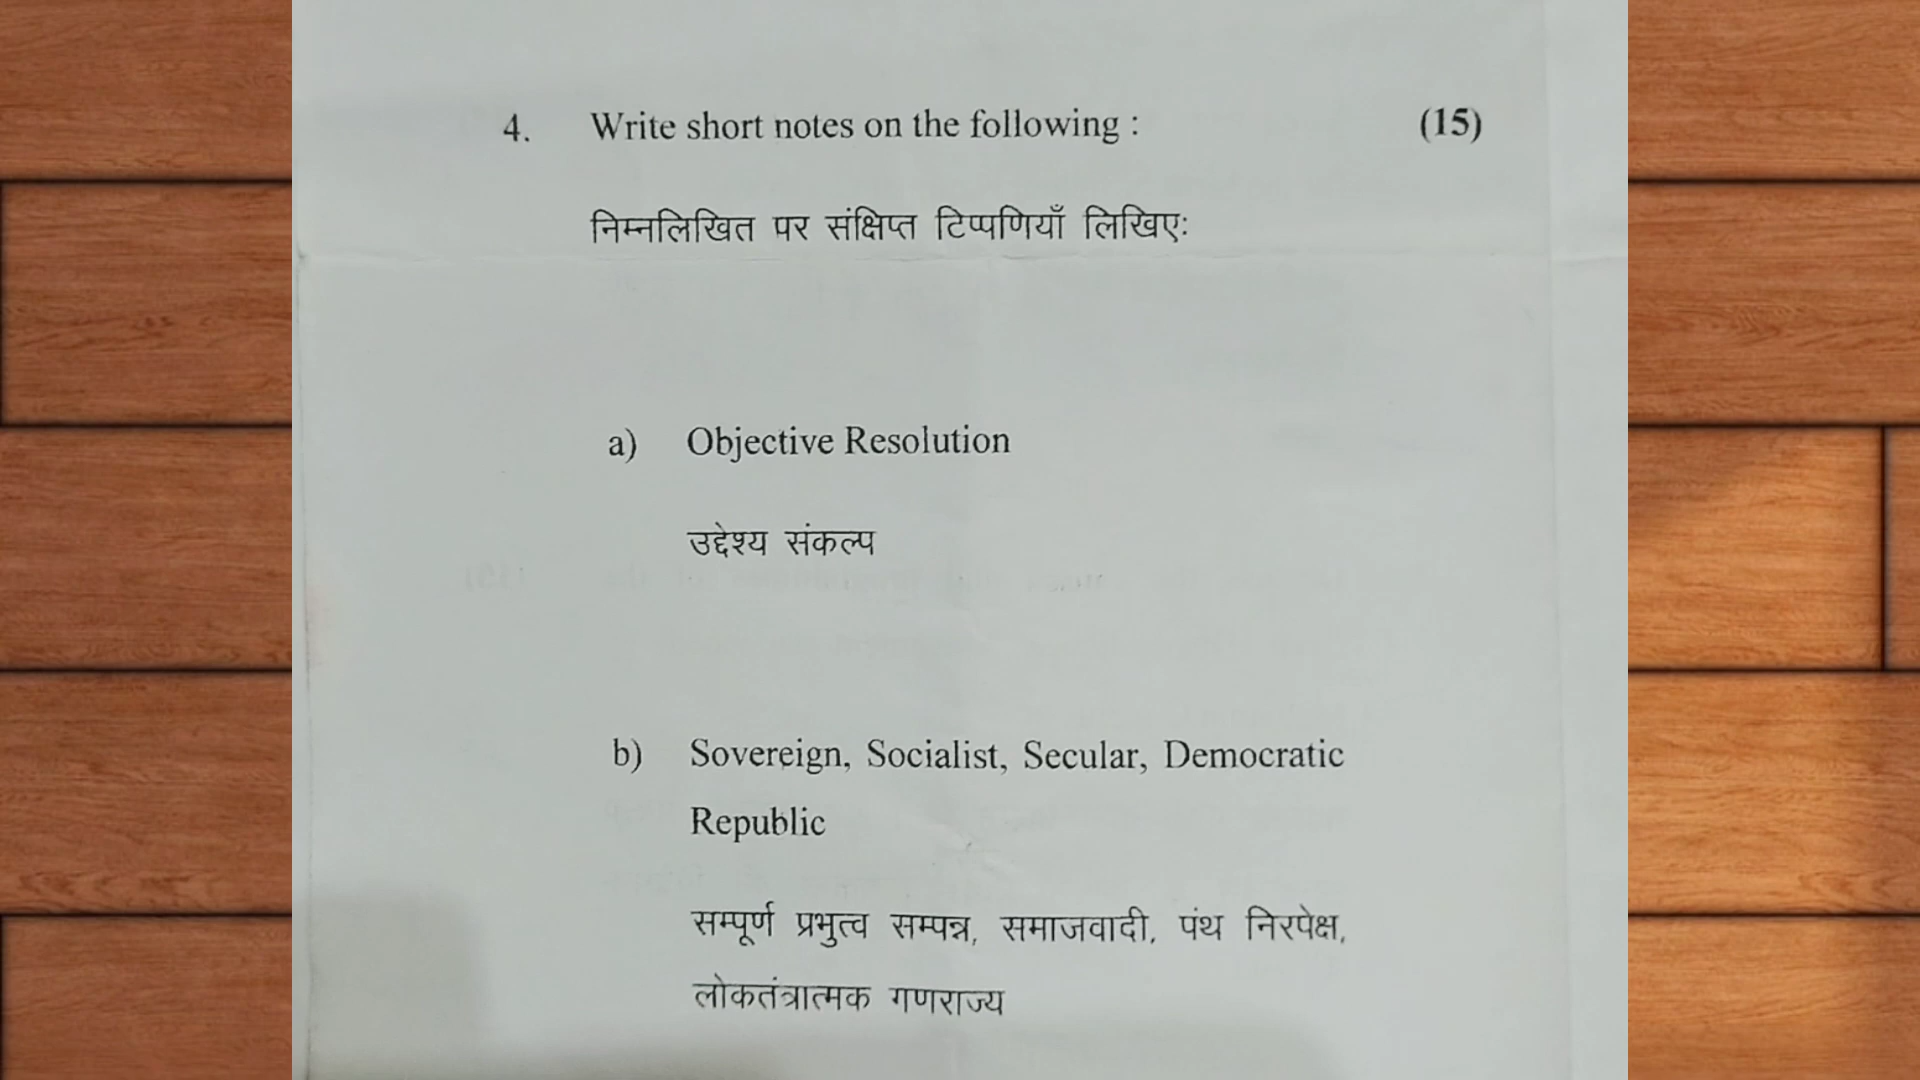 4. Write short notes on the following : (15)
निम्नलिखित पर संक्षिप्त टिप्पणियाँ लिखिए:
a) Objective Resolution
उद्देश्य संकल्प
b) Sovereign, Socialist, Secular, Democratic
Republic
सम्पूर्ण प्रभुत्व सम्पन्न, समाजवादी, पंथ निरपेक्ष,
लोकतंत्रात्मक गणराज्य